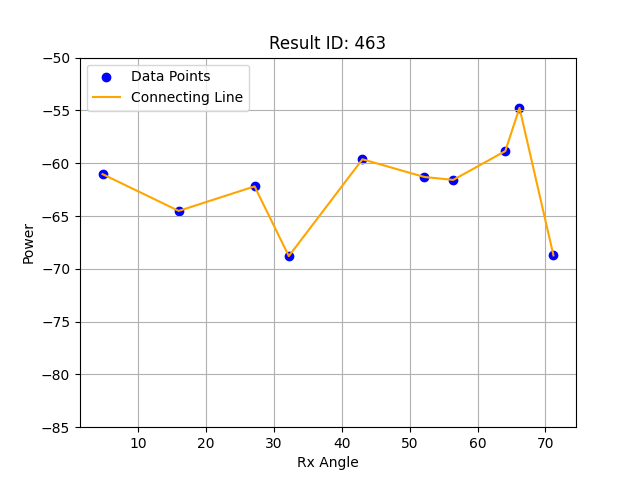 Result ID: 463
Data Points
Connecting Line
Power
−50
−55
−60
−65
−70
−75
−80
−85
10 20 30 40 50 60 70
Rx Angle